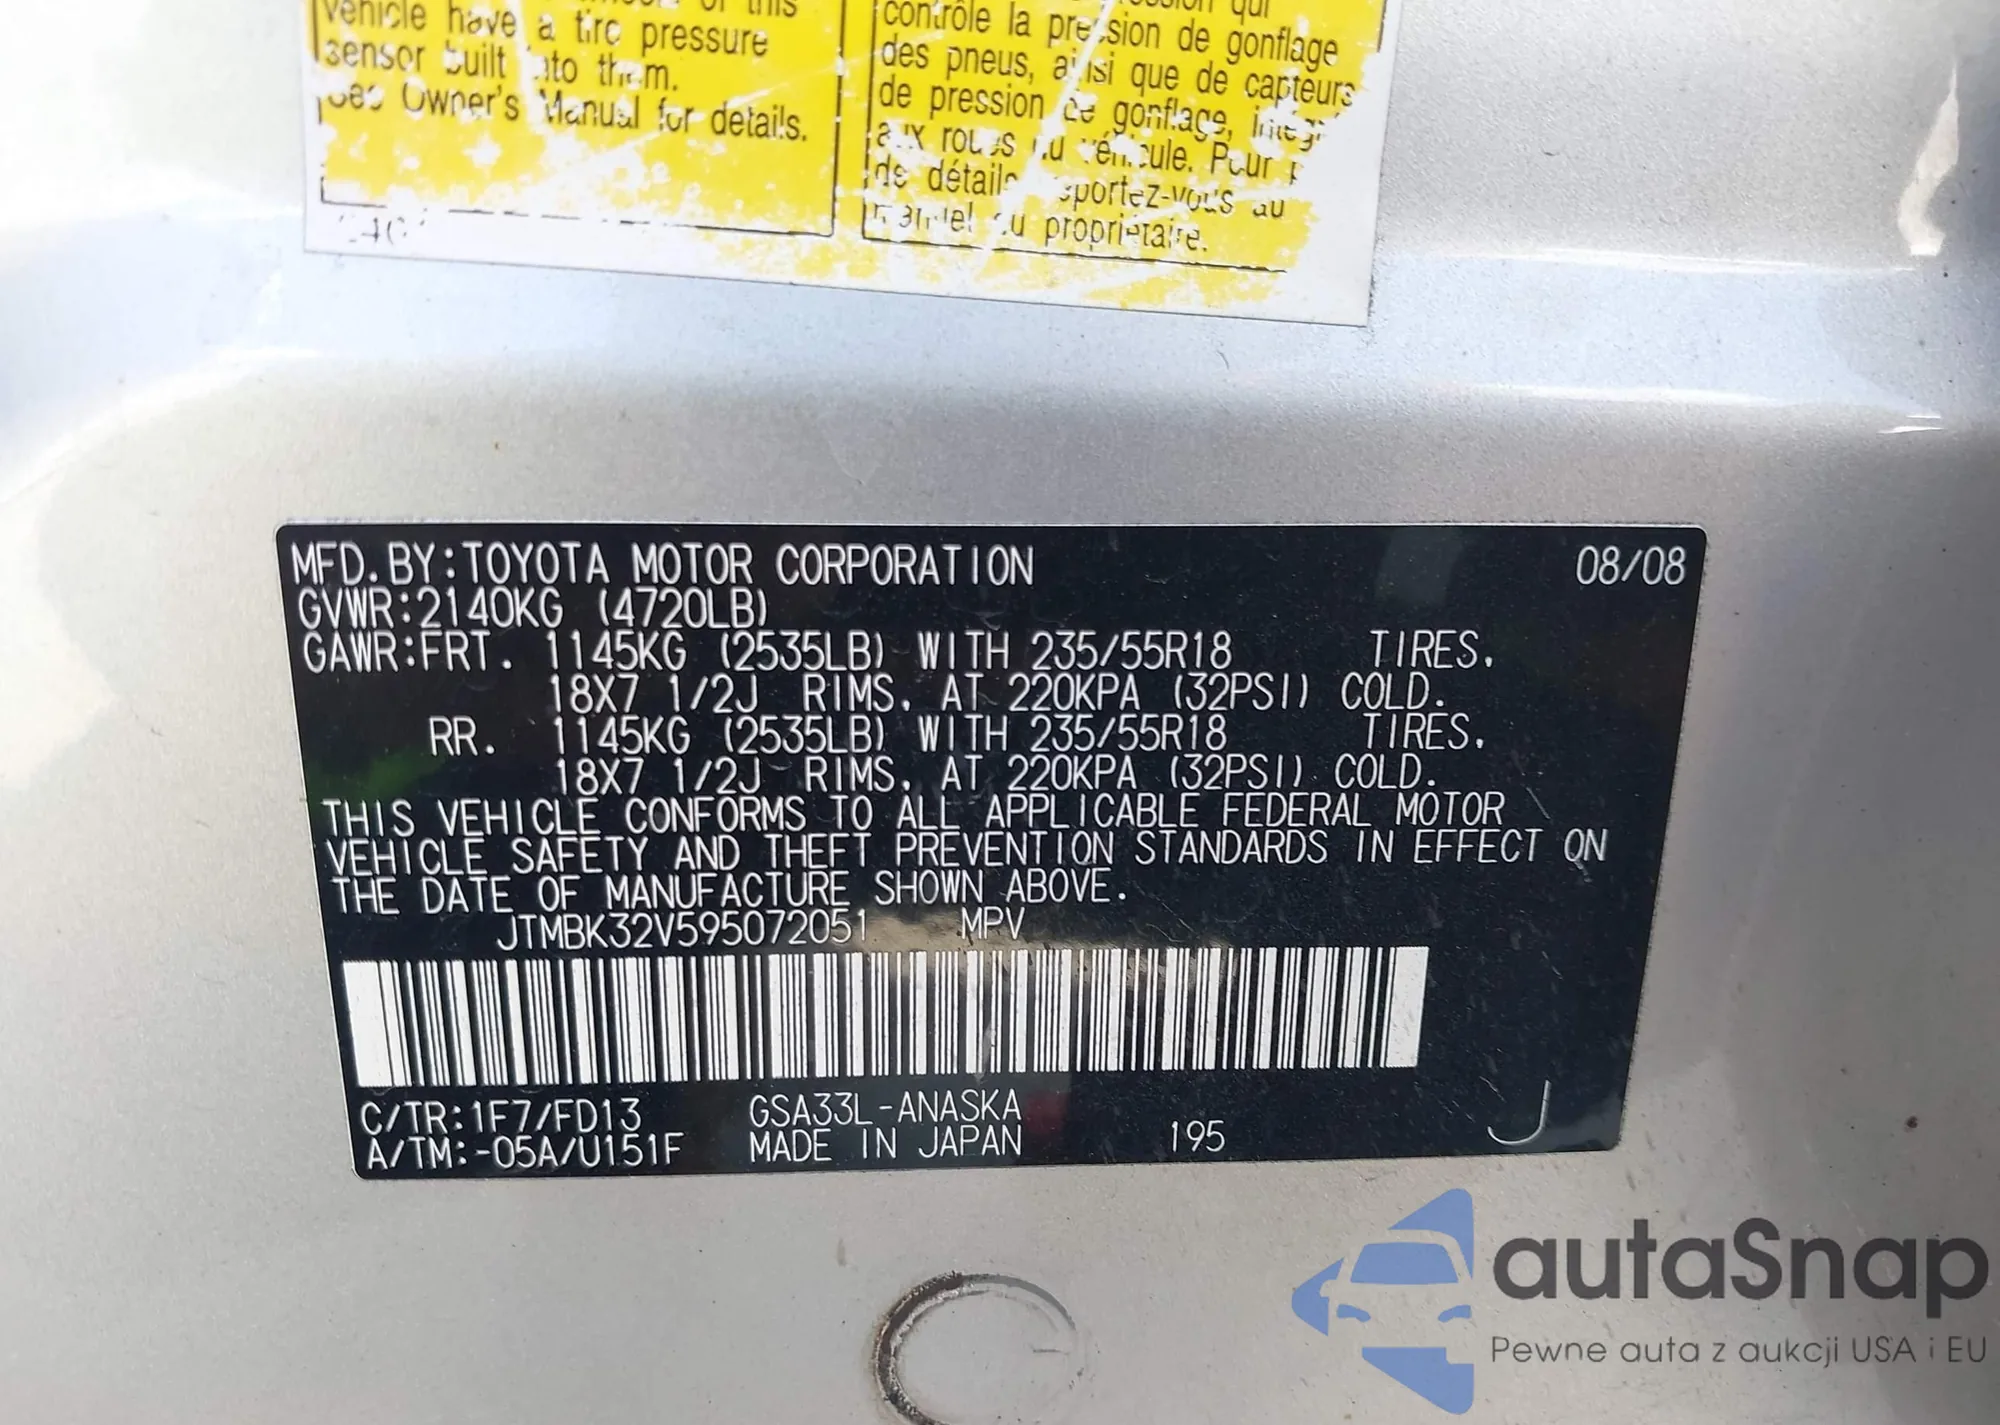 vehicle have a tire pressure
sensor built into them.
See Owner's Manual for details.
contrôle la pression de gonflage
des pneus, ainsi que de capteurs
de pression de gonflage,
aux roues du véhicule. Pour
de détails reportez-vous au
manuel du propriétaire.
MFD. BY:TOYOTA MOTOR CORPORATION 08/08
GVWR:2140KG (4720LB)
GAWR:FRT. 1145KG (2535LB) WITH 235/55R18 TIRES,
18X7 1/2J RIMS, AT 220KPA (32PSI) COLD.
RR. 1145KG (2535LB) WITH 235/55R18 TIRES,
18X7 1/2J RIMS, AT 220KPA (32PSI) COLD.
THIS VEHICLE CONFORMS TO ALL APPLICABLE FEDERAL MOTOR
VEHICLE SAFETY AND THEFT PREVENTION STANDARDS IN EFFECT ON
THE DATE OF MANUFACTURE SHOWN ABOVE.
JTMBK32V595072051 MPV
C/TR:1F7/FD13 GSA33L-ANASKA
A/TM:-05A/U151F MADE IN JAPAN 195 J
autaSnap
Pewne auta z aukcji USA i EU